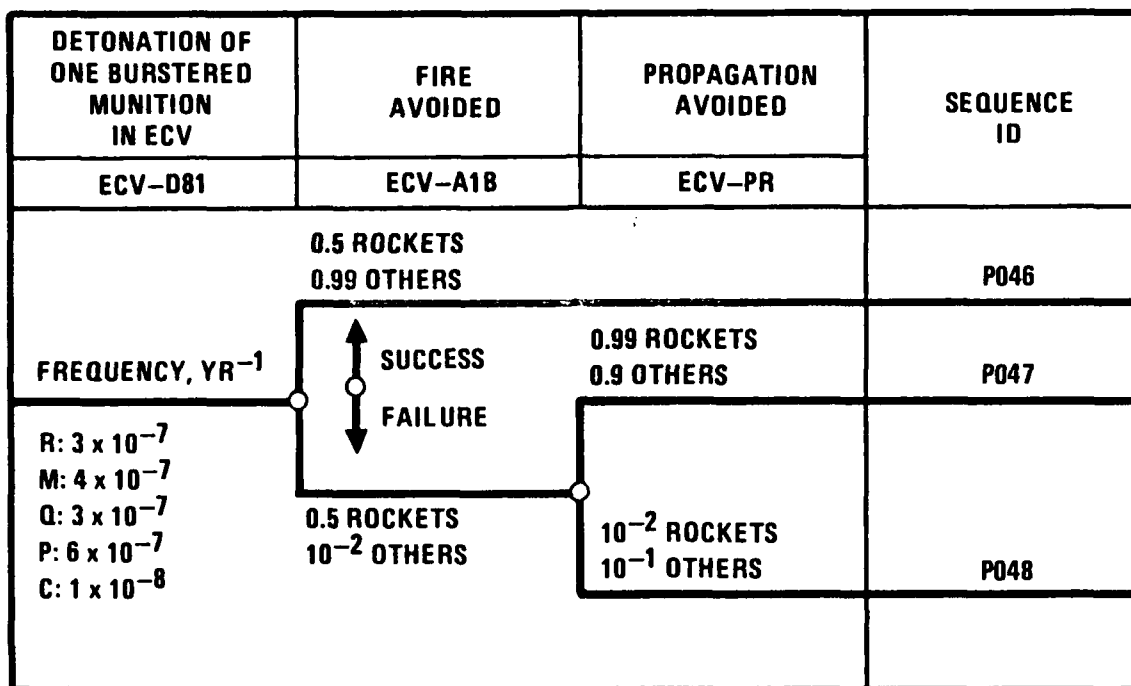 DETONATION OF
ONE BURSTERED
MUNITION
IN ECV
FIRE
AVOIDED
PROPAGATION
AVOIDED
SEQUENCE
ID
ECV–D81
ECV–A1B
ECV–PR
0.5 ROCKETS
0.99 OTHERS
P046
FREQUENCY, YR⁻¹
SUCCESS
FAILURE
0.99 ROCKETS
0.9 OTHERS
P047
R: 3 x 10⁻⁷
M: 4 x 10⁻⁷
Q: 3 x 10⁻⁷
P: 6 x 10⁻⁷
C: 1 x 10⁻⁸
0.5 ROCKETS
10⁻² OTHERS
10⁻² ROCKETS
10⁻¹ OTHERS
P048